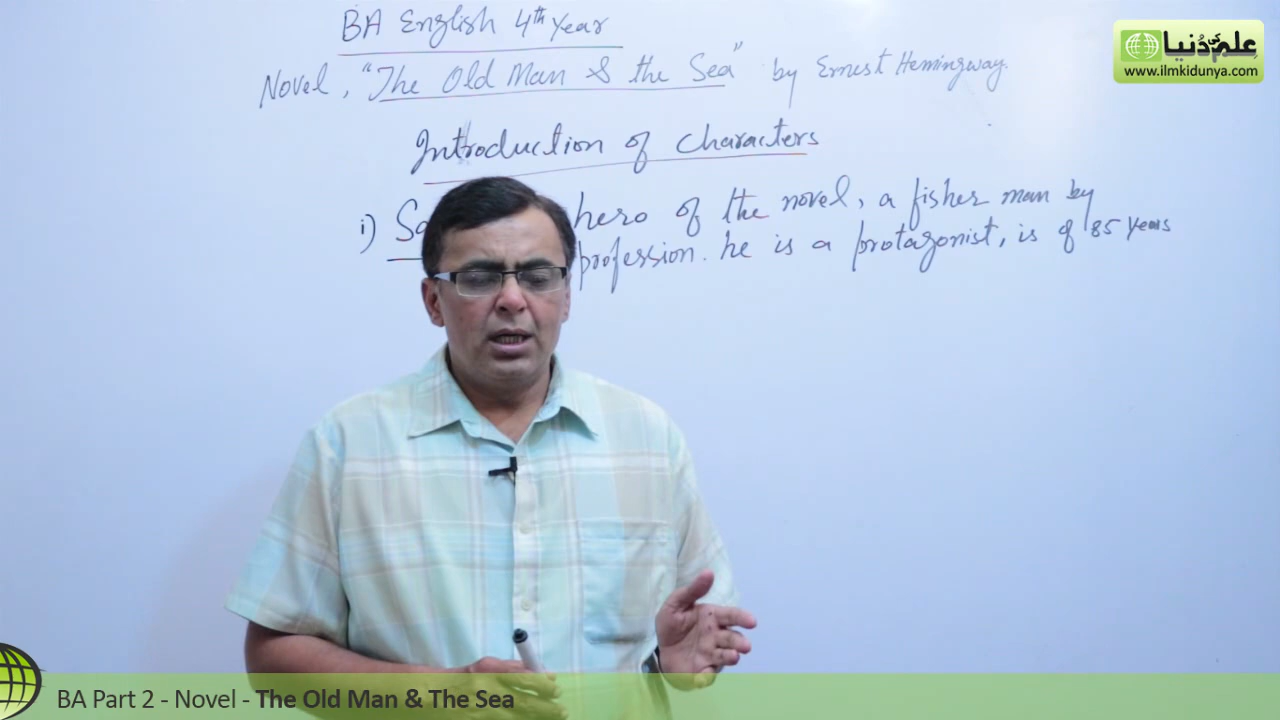 BA English 4th Year
Novel, "The Old Man & the Sea" by Ernest Hemingway.
Introduction of characters
i) hero of the novel, a fisher man by
profession. he is a protagonist, is of 85 years
علم کی دُنیا
www.ilmkidunya.com
BA Part 2 - Novel - The Old Man & The Sea